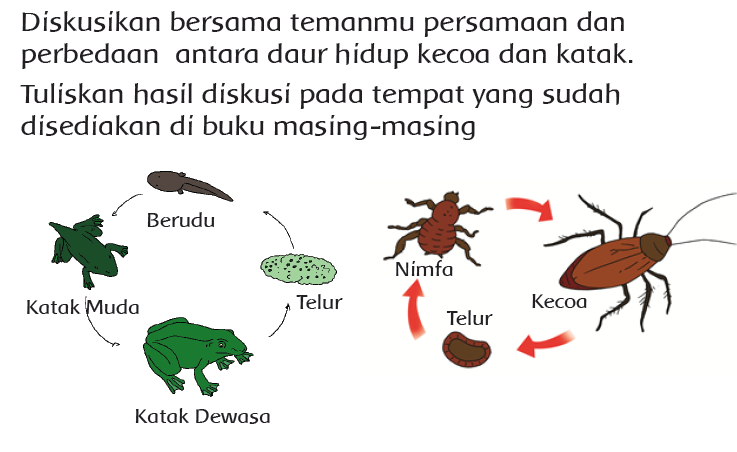 Diskusikan bersama temanmu persamaan dan
perbedaan antara daur hidup kecoa dan katak.
Tuliskan hasil diskusi pada tempat yang sudah
disediakan di buku masing-masing
Berudu
Katak Muda
Telur
Katak Dewasa
Nimfa
Telur
Kecoa